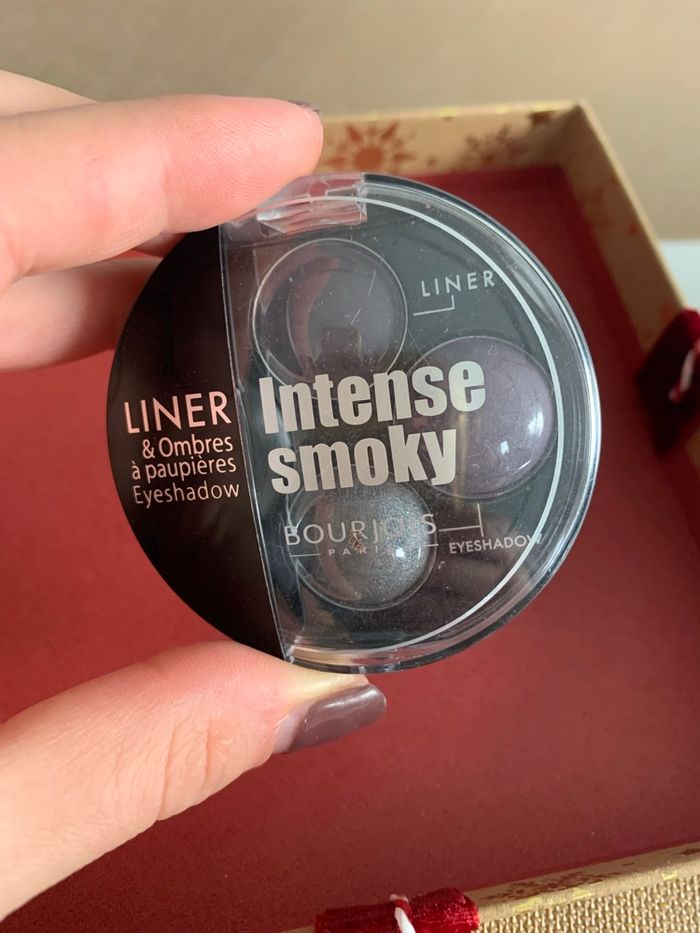 LINER
& Ombres
à paupières
Eyeshadow
LINER
Intense
smoky
BOURJOIS
PARIS
EYESHADOW